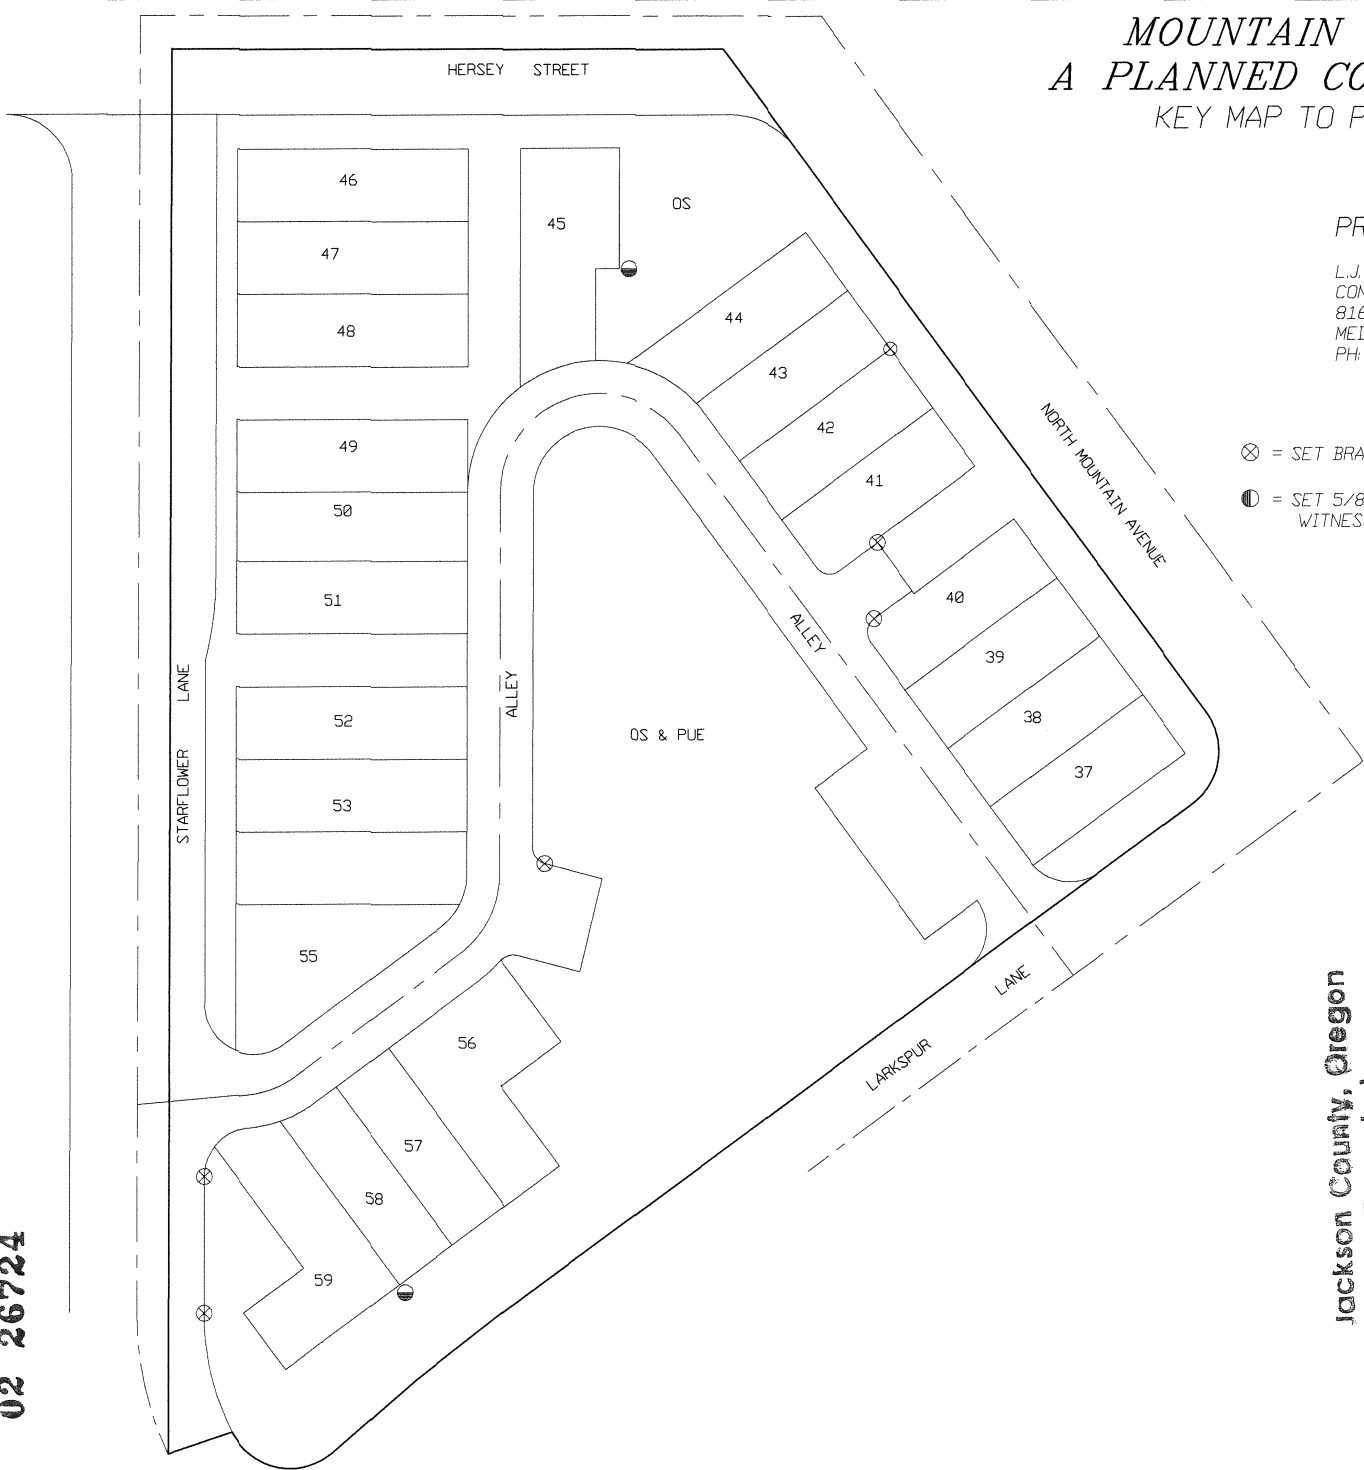 MOUNTAIN
A PLANNED CO
KEY MAP TO P
HERSEY STREET
46
47
48
45
OS
44
43
42
41
PR
L.J.
CON
816
MED
PH:
= SET BRA
= SET 5/8
WITNES
NORTH MOUNTAIN AVENUE
49
50
51
40
39
38
37
ALLEY
ALLEY
STARFLOWER LANE
52
53
OS & PUE
55
56
57
58
59
LARKSPUR LANE
Jackson County, Oregon
02 26724